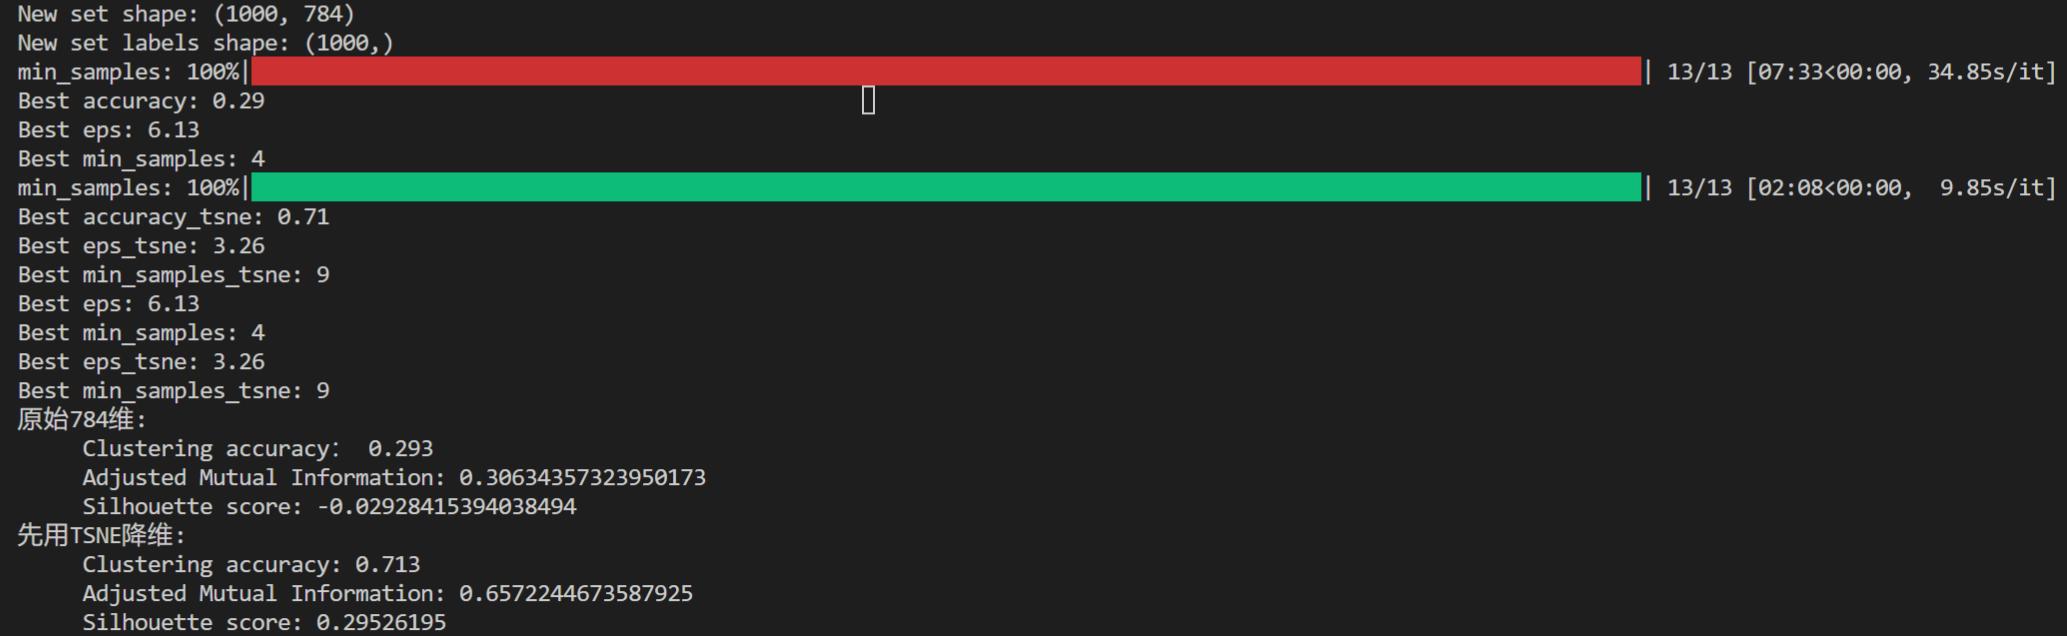 New set shape: (1000, 784)
New set labels shape: (1000,)
min_samples: 100%| | 13/13 [07:33<00:00, 34.85s/it]
Best accuracy: 0.29
Best eps: 6.13
Best min_samples: 4
min_samples: 100%| | 13/13 [02:08<00:00,  9.85s/it]
Best accuracy_tsne: 0.71
Best eps_tsne: 3.26
Best min_samples_tsne: 9
Best eps: 6.13
Best min_samples: 4
Best eps_tsne: 3.26
Best min_samples_tsne: 9
原始784维:
Clustering accuracy： 0.293
Adjusted Mutual Information: 0.30634357323950173
Silhouette score: -0.02928415394038494
先用TSNE降维:
Clustering accuracy: 0.713
Adjusted Mutual Information: 0.6572244673587925
Silhouette score: 0.29526195